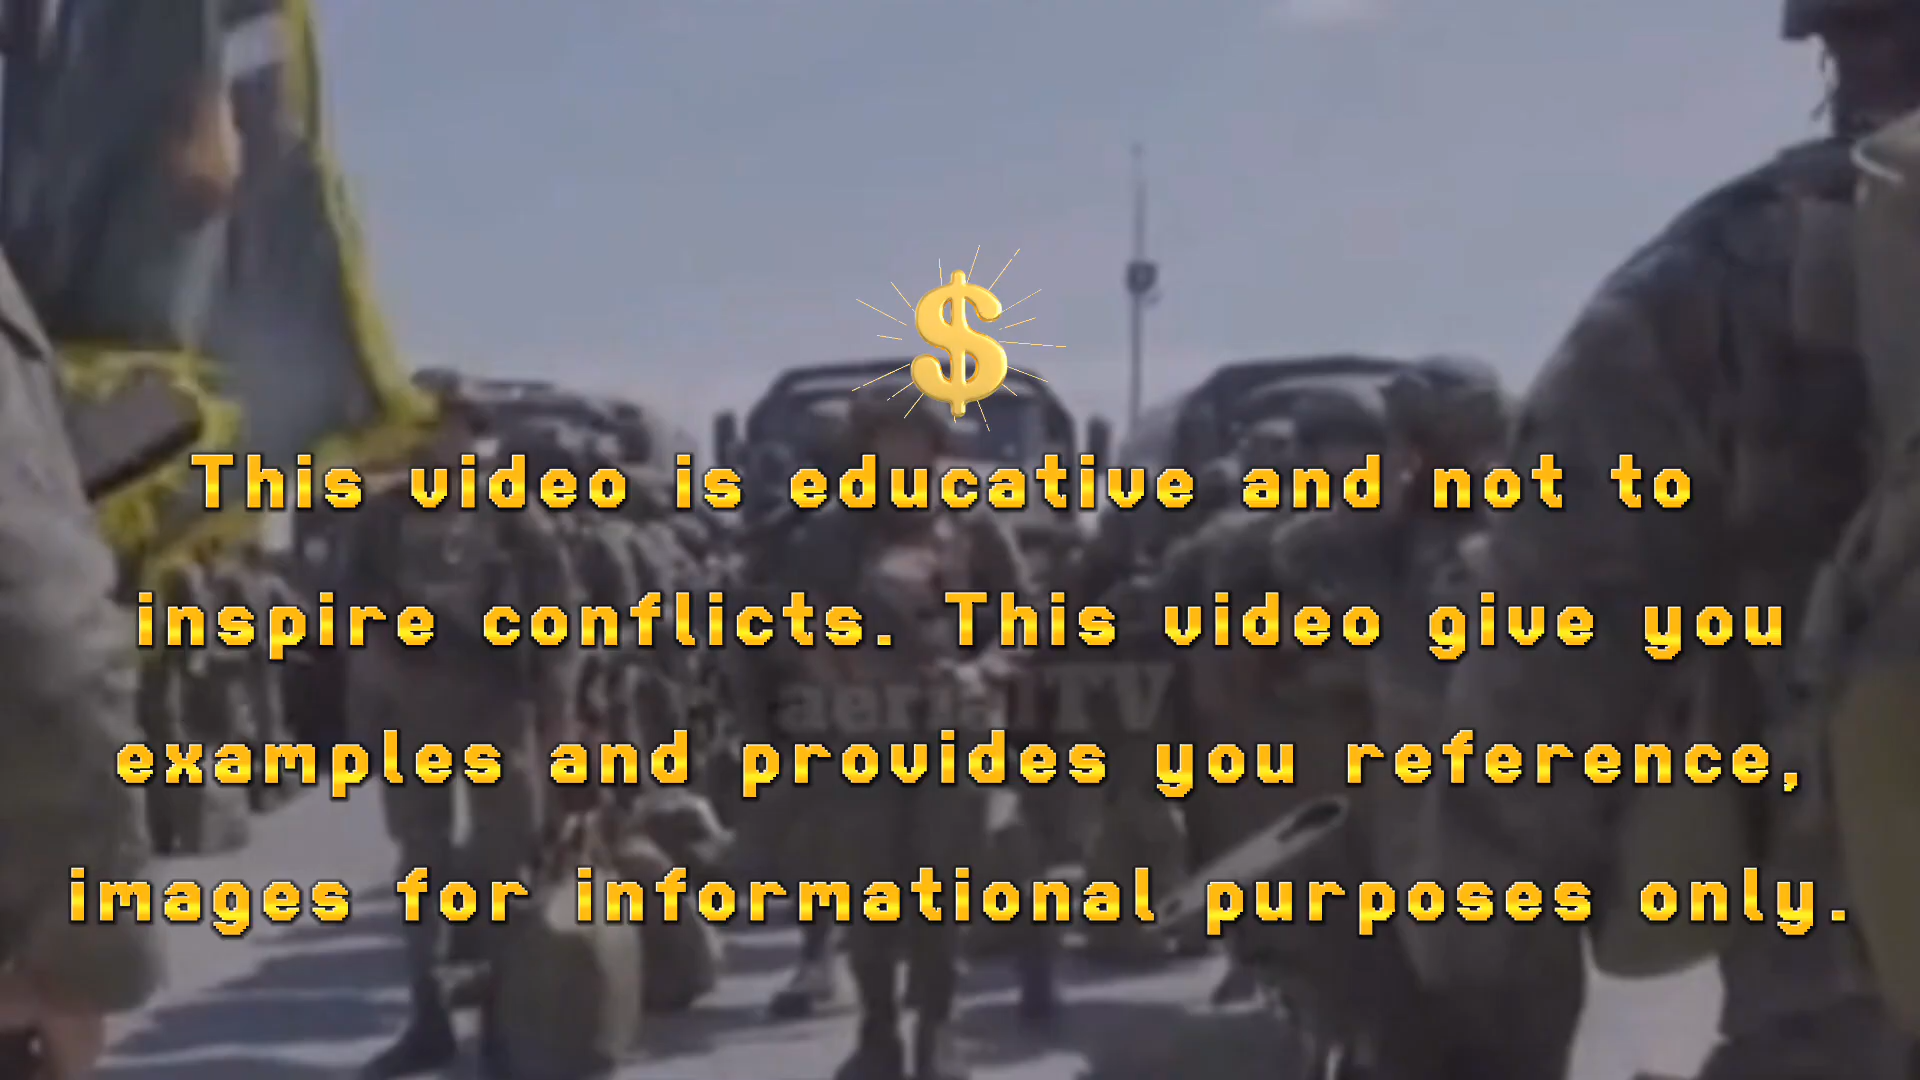 $
This video is educative and not to
inspire conflicts. This video give you
aerialTV
examples and provides you reference,
images for informational purposes only.